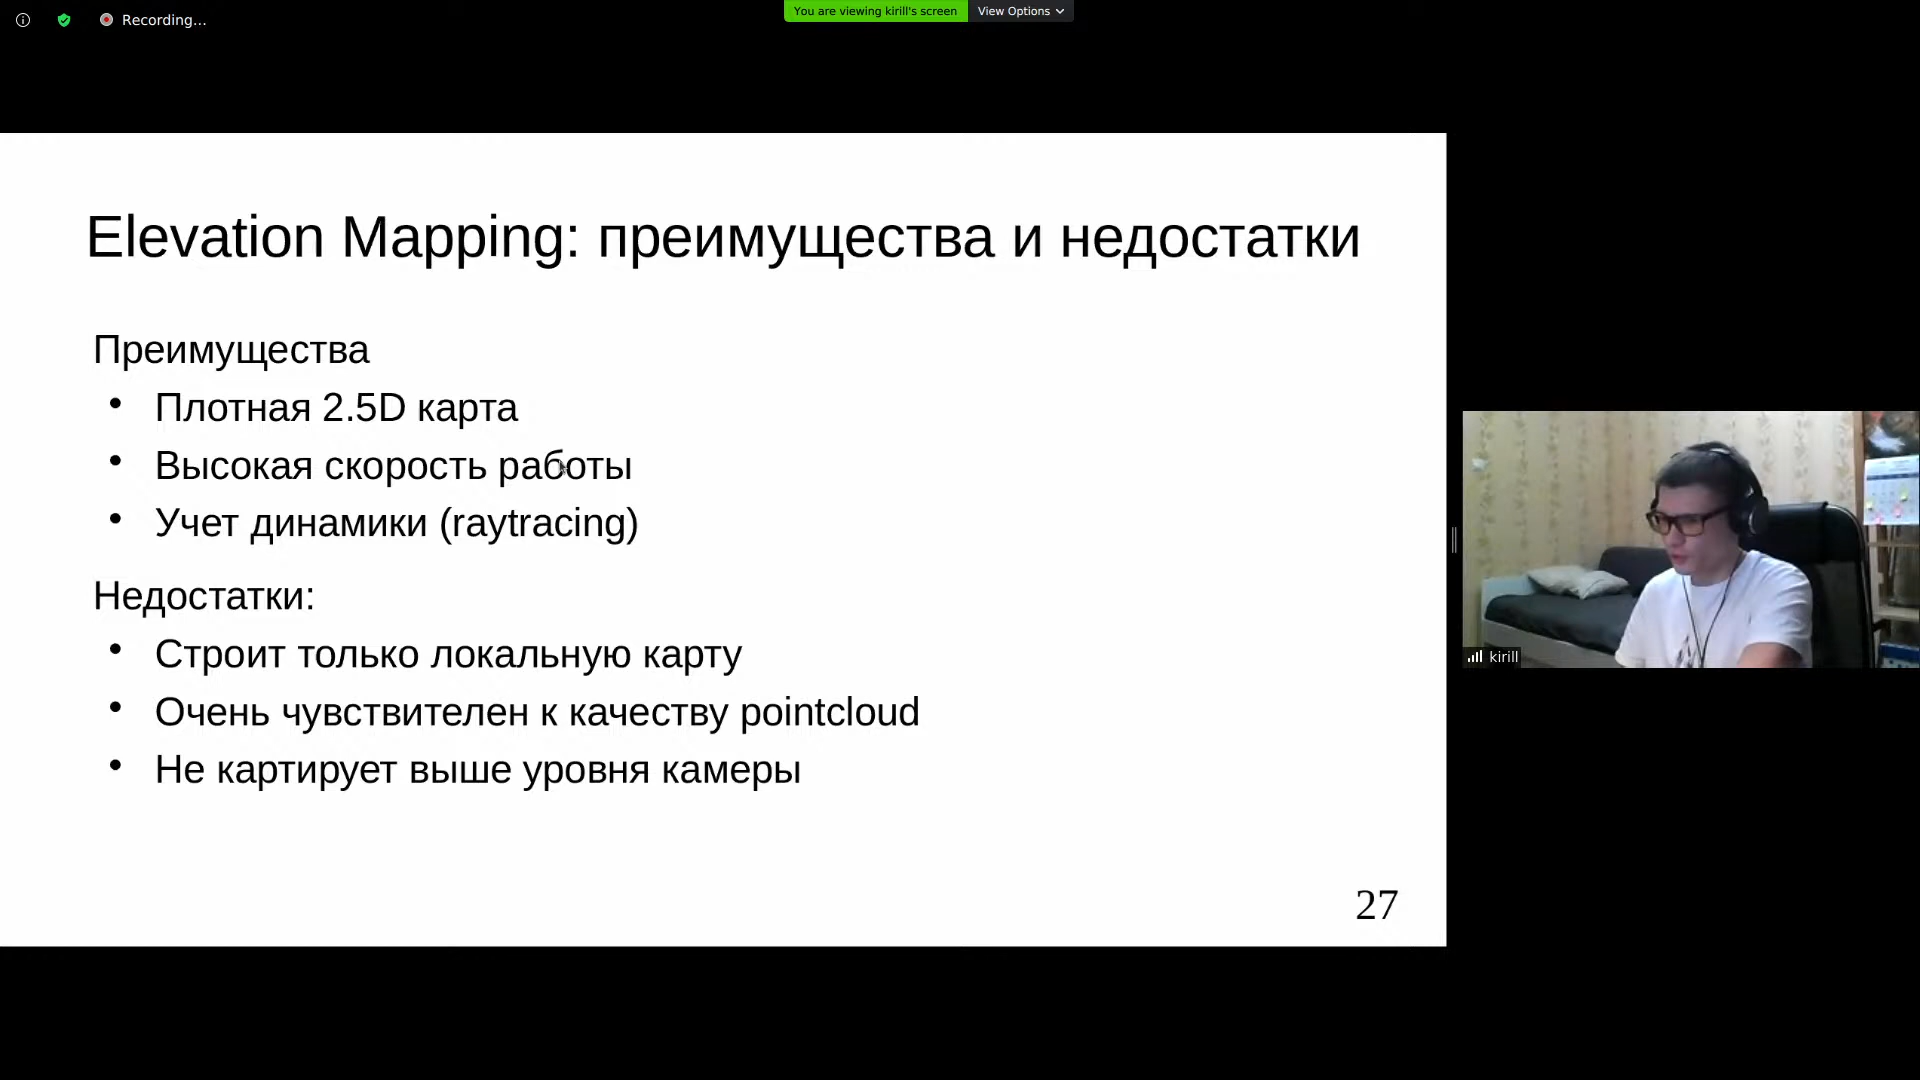 Recording...
You are viewing kirill's screen
View Options
Elevation Mapping: преимущества и недостатки
Преимущества
• Плотная 2.5D карта
• Высокая скорость работы
• Учет динамики (raytracing)
Недостатки:
• Строит только локальную карту
• Очень чувствителен к качеству pointcloud
• Не картирует выше уровня камеры
27
kirill